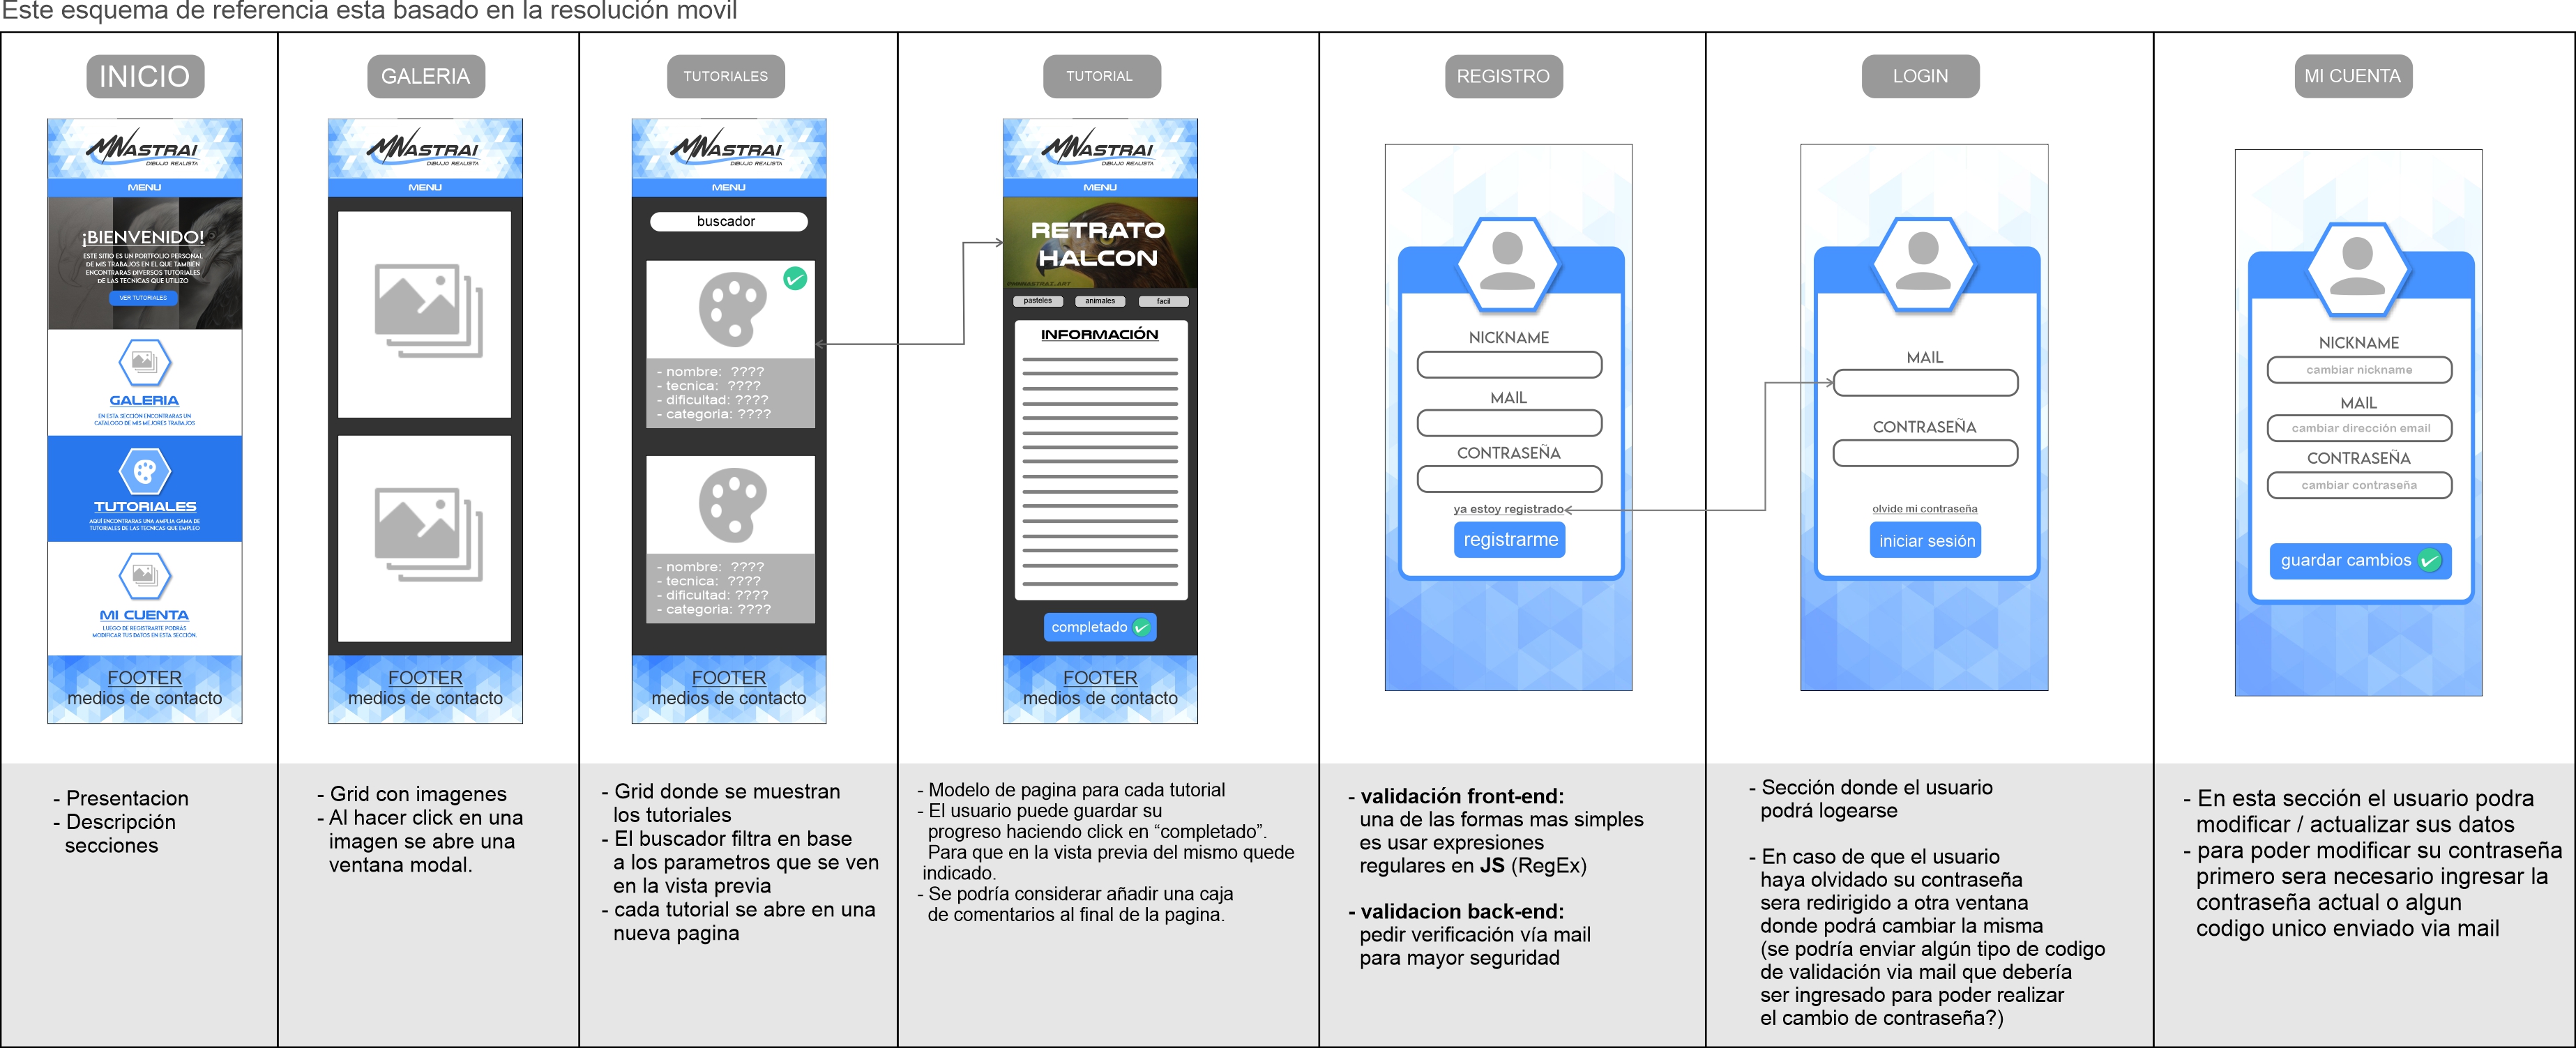 Este esquema de referencia esta basado en la resolución movil
INICIO
MNASTRAI
DIBUJO REALISTA
MENU
¡BIENVENIDO!
ESTE SITIO ES UN PORTFOLIO PERSONAL
DE MIS TRABAJOS EN EL QUE TAMBIÉN
ENCONTRARAS DIVERSOS TUTORIALES
DE LAS TECNICAS QUE UTILIZO
VER TUTORIALES
GALERIA
EN ESTA SECCIÓN ENCONTRARAS UN
CATALOGO DE MIS MEJORES TRABAJOS
TUTORIALES
AQUÍ ENCONTRARAS UNA AMPLIA GAMA DE
TUTORIALES DE LAS TECNICAS QUE EMPLEO
MI CUENTA
LUEGO DE REGISTRARTE PODRAS
MODIFICAR TUS DATOS EN ESTA SECCIÓN.
FOOTER
medios de contacto
- Presentacion
- Descripción
secciones
GALERIA
MNASTRAI
DIBUJO REALISTA
MENU
FOOTER
medios de contacto
- Grid con imagenes
- Al hacer click en una
imagen se abre una
ventana modal.
TUTORIALES
MNASTRAI
DIBUJO REALISTA
MENU
buscador
- nombre: ????
- tecnica: ????
- dificultad: ????
- categoria: ????
- nombre: ????
- tecnica: ????
- dificultad: ????
- categoria: ????
FOOTER
medios de contacto
- Grid donde se muestran
los tutoriales
- El buscador filtra en base
a los parametros que se ven
en la vista previa
- cada tutorial se abre en una
nueva pagina
TUTORIAL
MNASTRAI
DIBUJO REALISTA
MENU
RETRATO
HALCON
@MNNASTRAI_ART
pasteles
animales
facil
INFORMACIÓN
completado
FOOTER
medios de contacto
- Modelo de pagina para cada tutorial
- El usuario puede guardar su
progreso haciendo click en “completado”.
Para que en la vista previa del mismo quede
indicado.
- Se podría considerar añadir una caja
de comentarios al final de la pagina.
REGISTRO
NICKNAME
MAIL
CONTRASEÑA
ya estoy registrado
registrarme
- validación front-end:
una de las formas mas simples
es usar expresiones
regulares en JS (RegEx)
- validacion back-end:
pedir verificación vía mail
para mayor seguridad
LOGIN
MAIL
CONTRASEÑA
olvide mi contraseña
iniciar sesión
- Sección donde el usuario
podrá logearse
- En caso de que el usuario
haya olvidado su contraseña
sera redirigido a otra ventana
donde podrá cambiar la misma
(se podría enviar algún tipo de codigo
de validación via mail que debería
ser ingresado para poder realizar
el cambio de contraseña?)
MI CUENTA
NICKNAME
cambiar nickname
MAIL
cambiar dirección email
CONTRASEÑA
cambiar contraseña
guardar cambios
- En esta sección el usuario podra
modificar / actualizar sus datos
- para poder modificar su contraseña
primero sera necesario ingresar la
contraseña actual o algun
codigo unico enviado via mail